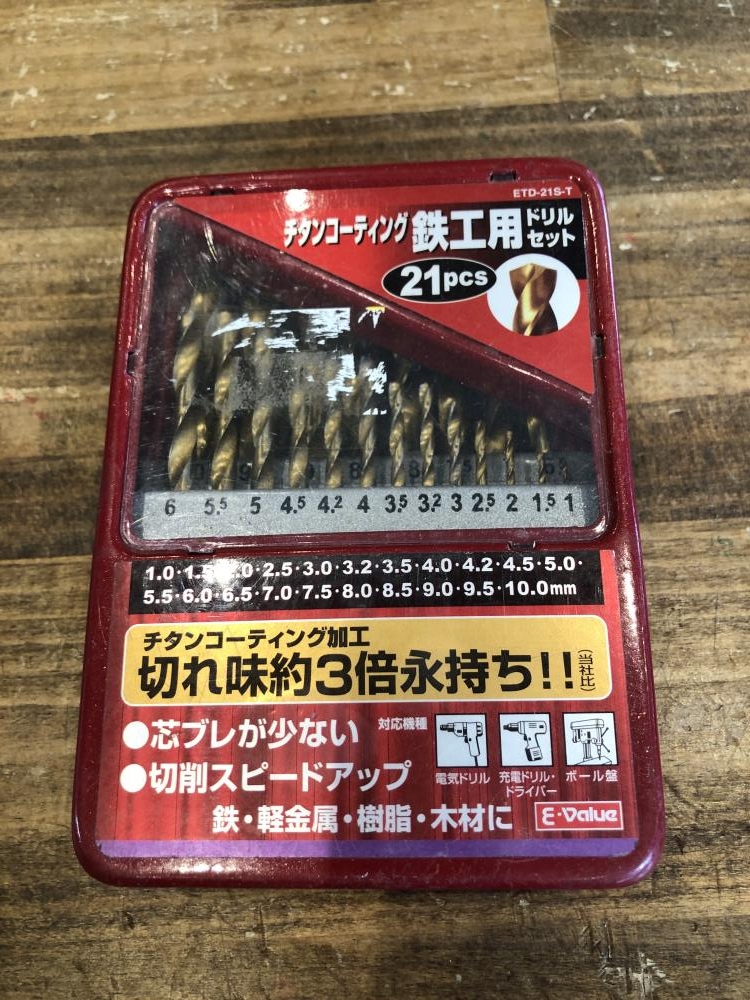 ETD-21S-T
チタンコーティング 鉄工用 ドリルセット
21pcs
6 5.5 5 4.5 4.2 4 3.5 3.2 3 2.5 2 1.5 1
1.0・1.5・2.0・2.5・3.0・3.2・3.5・4.0・4.2・4.5・5.0・
5.5・6.0・6.5・7.0・7.5・8.0・8.5・9.0・9.5・10.0mm
チタンコーティング加工
切れ味約3倍永持ち!! (当社比)
●芯ブレが少ない
●切削スピードアップ
対応機種
電気ドリル 充電ドリル・ドライバー ボール盤
鉄・軽金属・樹脂・木材に
E-Value